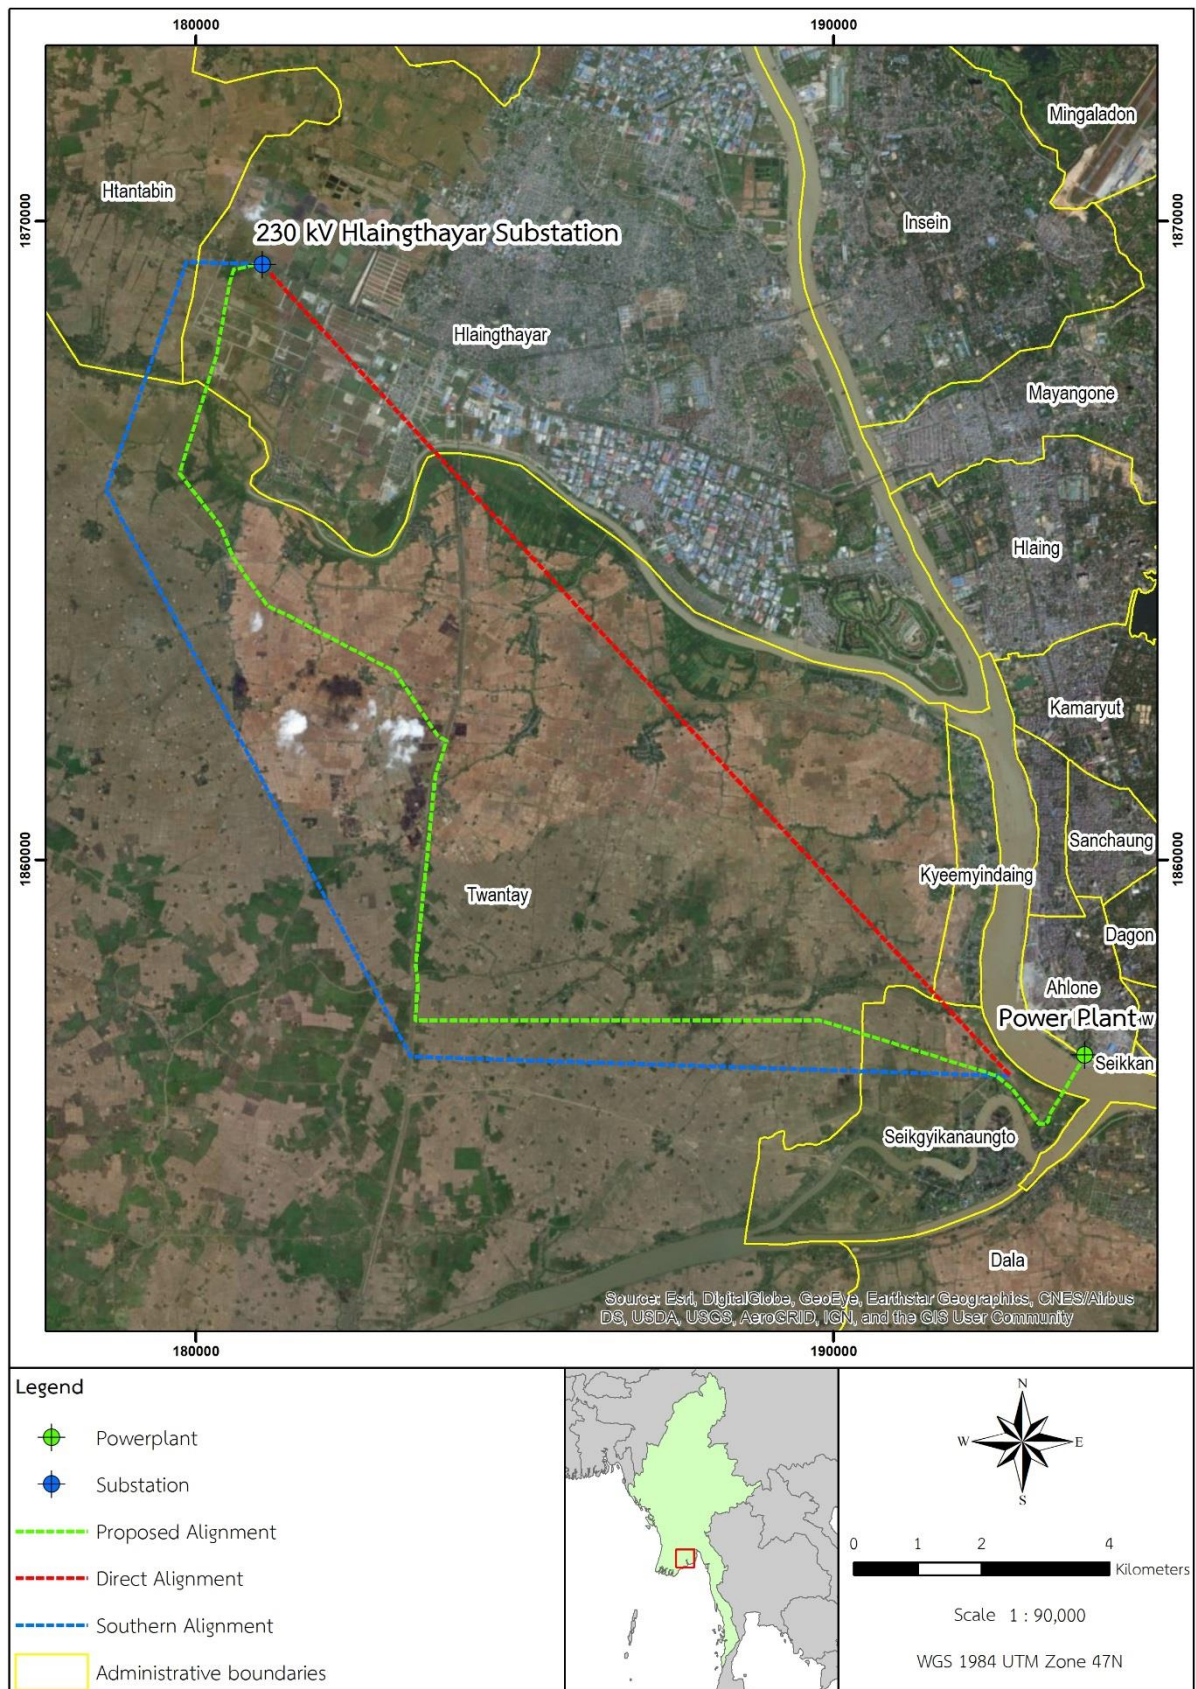 180000
190000
Mingaladon
Htantabin
1870000
Insein
1870000
230 kV Hlaingthayar Substation
Hlaingthayar
Mayangone
Hlaing
Kamaryut
Sanchaung
1860000
1860000
Kyeemyindaing
Twantay
Dagon
Ahlone
Power Plant
Seikkan
Seikgyikanaungto
Dala
Source: Esri, DigitalGlobe, GeoEye, Earthstar Geographics, CNES/Airbus
DS, USDA, USGS, AeroGRID, IGN, and the GIS User Community
180000
190000
Legend
Powerplant
Substation
Proposed Alignment
Direct Alignment
Southern Alignment
Administrative boundaries
N
W
E
S
0 1 2 4
Kilometers
Scale 1 : 90,000
WGS 1984 UTM Zone 47N